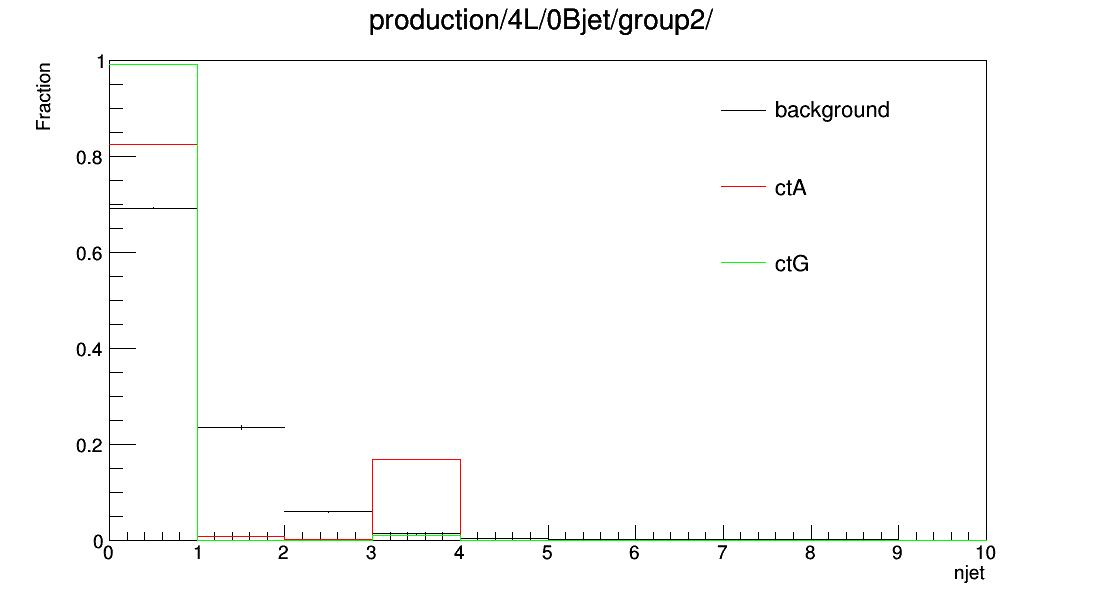 production/4L/0Bjet/group2/
Fraction
1
0.8
0.6
0.4
0.2
0
background
ctA
ctG
0 1 2 3 4 5 6 7 8 9 10
njet